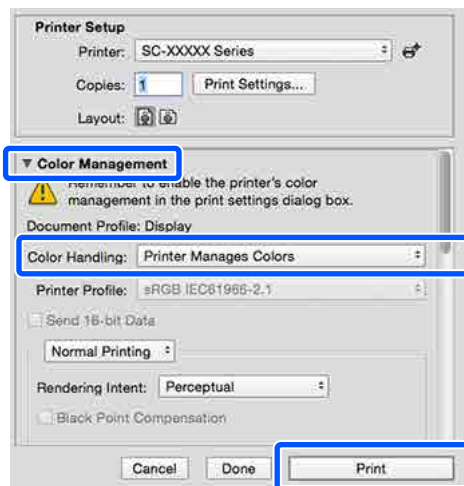 Printer Setup
Printer: SC-XXXXX Series
Copies: 1 Print Settings...
Layout:
▼ Color Management
Remember to enable the printer's color
management in the print settings dialog box.
Document Profile: Display
Color Handling: Printer Manages Colors
Printer Profile: sRGB IEC61966-2.1
Send 16-bit Data
Normal Printing
Rendering Intent: Perceptual
Black Point Compensation
Cancel Done Print